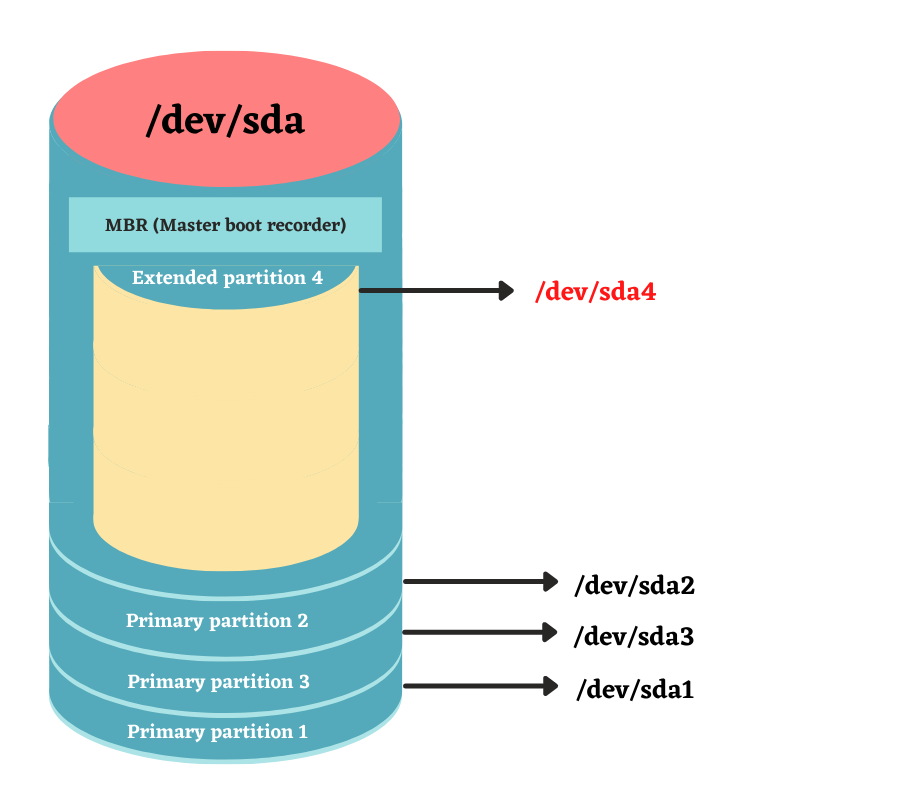 /dev/sda
MBR (Master boot recorder)
Extended partition 4
/dev/sda4
/dev/sda2
Primary partition 2
/dev/sda3
Primary partition 3
/dev/sda1
Primary partition 1